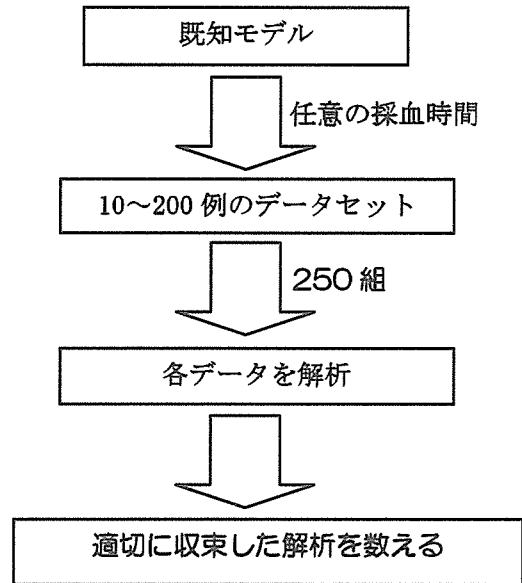 既知モデル
任意の採血時間
10～200 例のデータセット
250 組
各データを解析
適切に収束した解析を数える